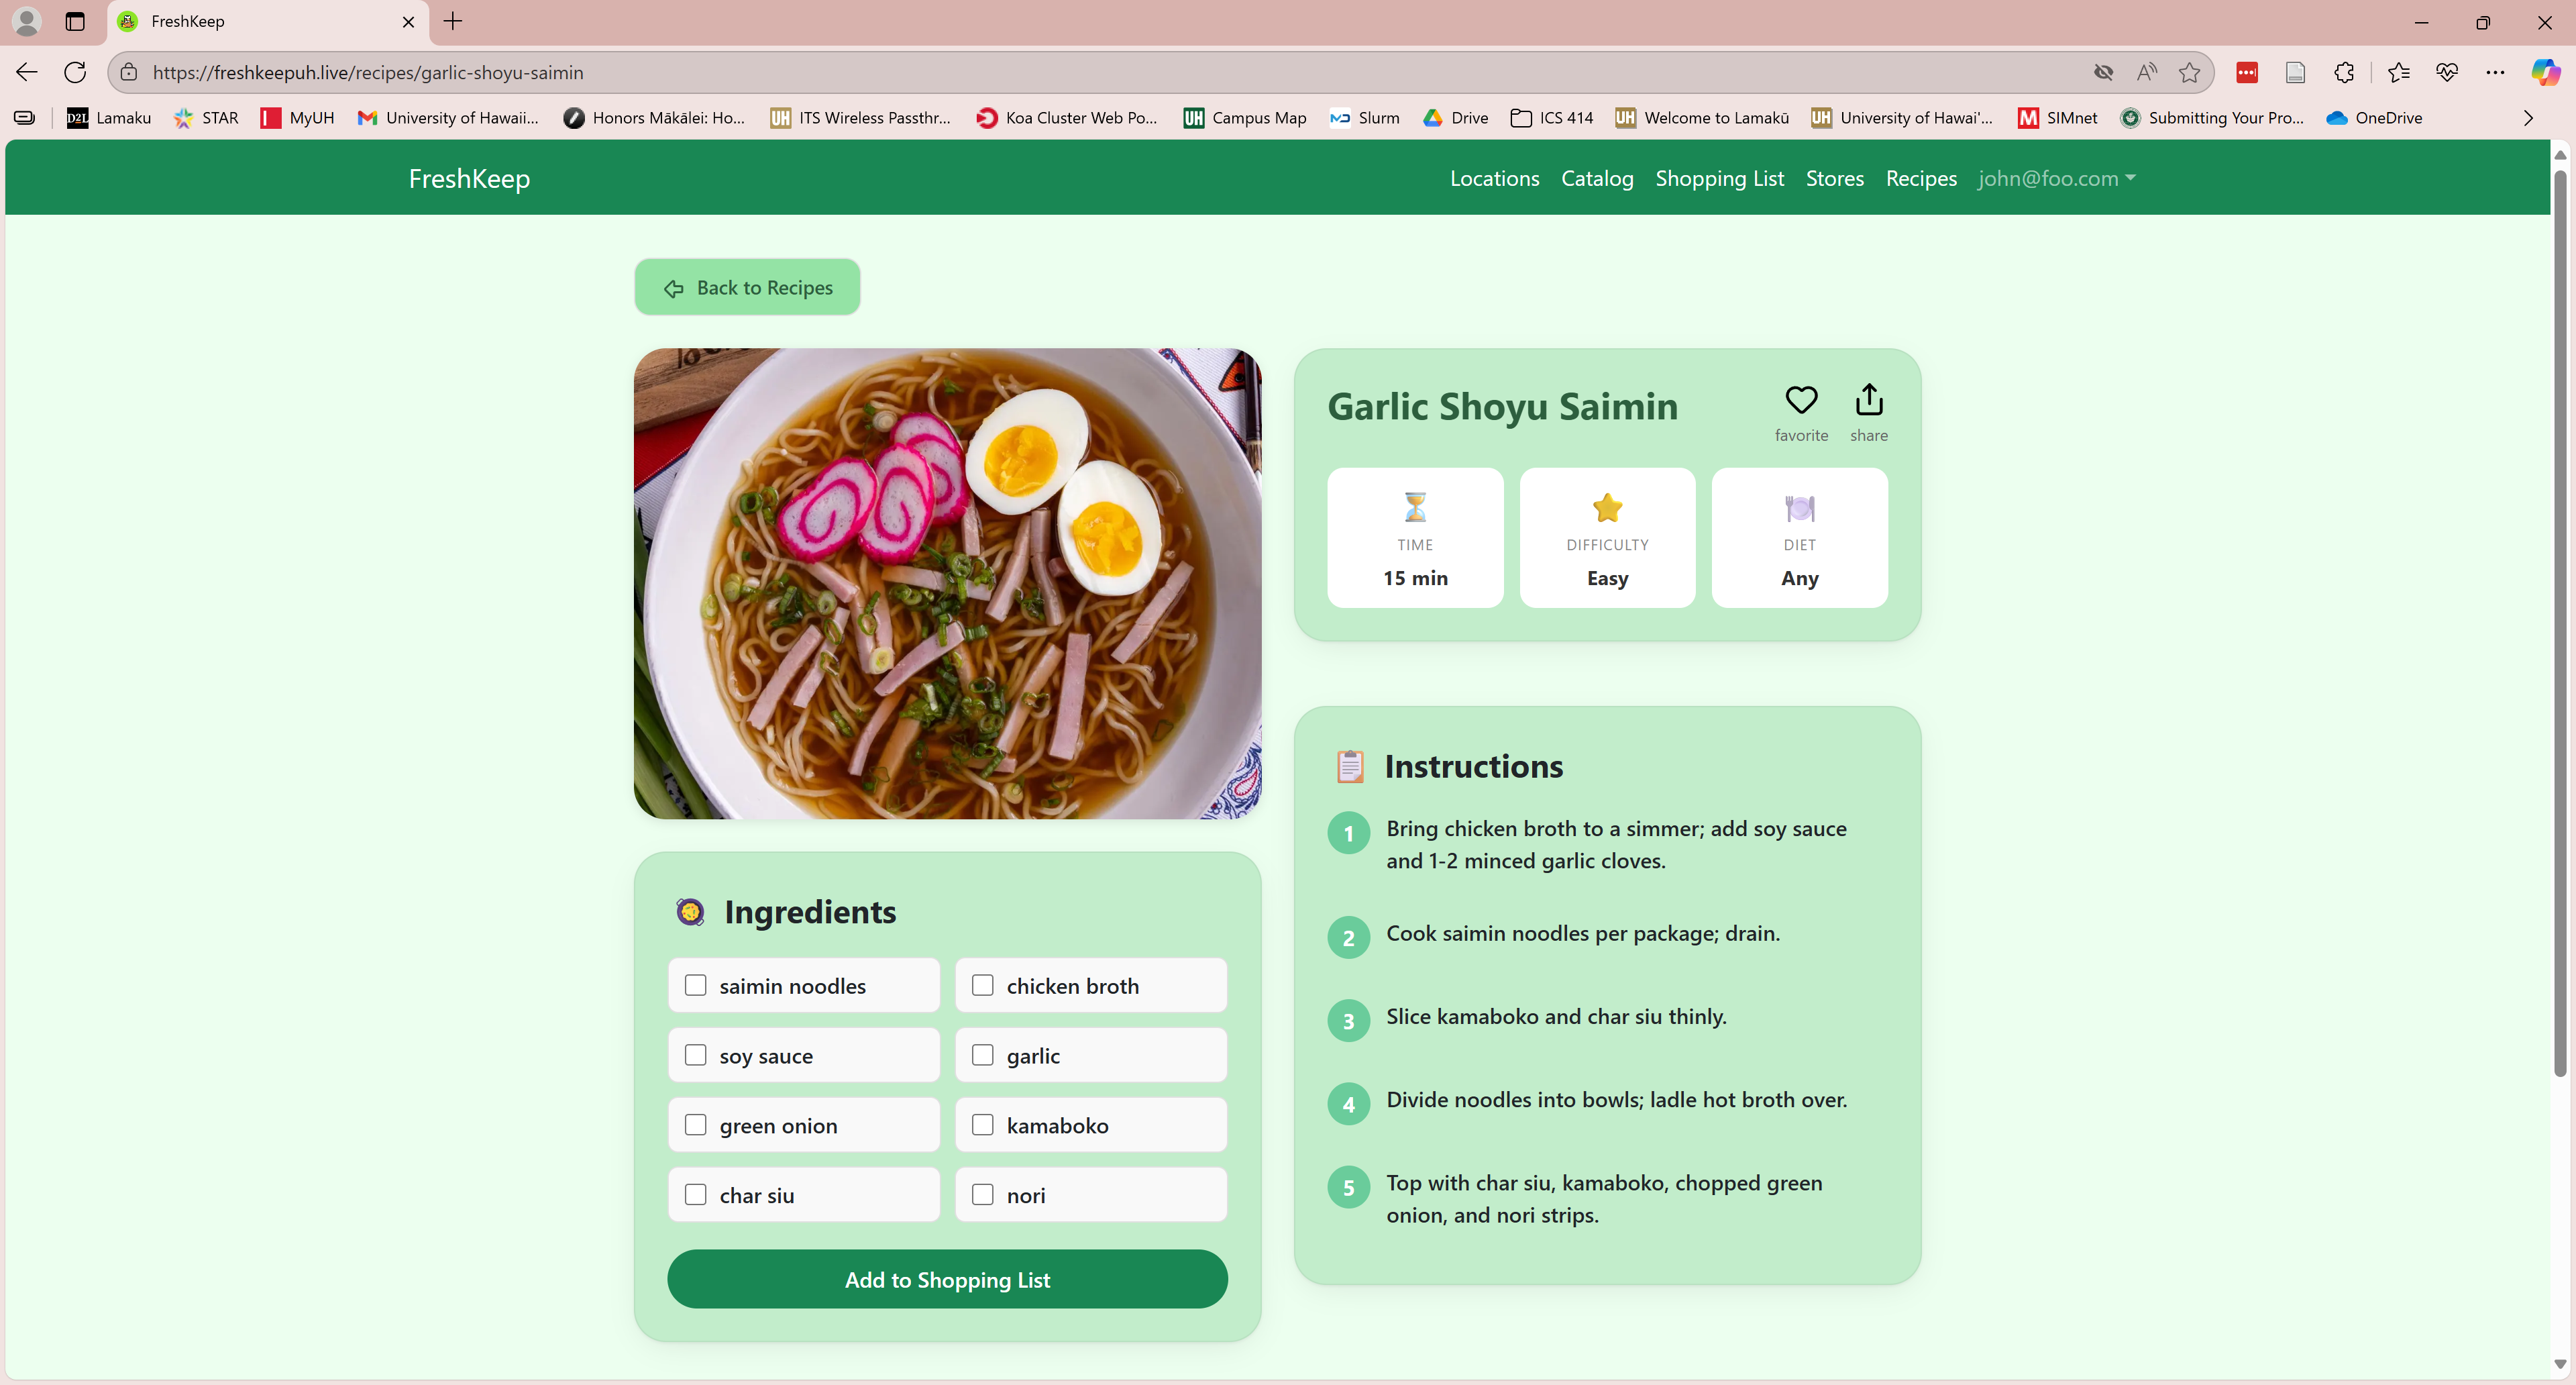 FreshKeep
https://freshkeepuh.live/recipes/garlic-shoyu-saimin
D2L Lamaku STAR MyUH University of Hawaii... Honors Mākālei: Ho... UH ITS Wireless Passthr... Koa Cluster Web Po... UH Campus Map Slurm Drive ICS 414 UH Welcome to Lamakū UH University of Hawai'... M SIMnet Submitting Your Pro... OneDrive
FreshKeep Locations Catalog Shopping List Stores Recipes john@foo.com
Back to Recipes
Garlic Shoyu Saimin
favorite share
TIME
15 min
DIFFICULTY
Easy
DIET
Any
Ingredients
saimin noodles
chicken broth
soy sauce
garlic
green onion
kamaboko
char siu
nori
Add to Shopping List
Instructions
1 Bring chicken broth to a simmer; add soy sauce
and 1-2 minced garlic cloves.
2 Cook saimin noodles per package; drain.
3 Slice kamaboko and char siu thinly.
4 Divide noodles into bowls; ladle hot broth over.
5 Top with char siu, kamaboko, chopped green
onion, and nori strips.